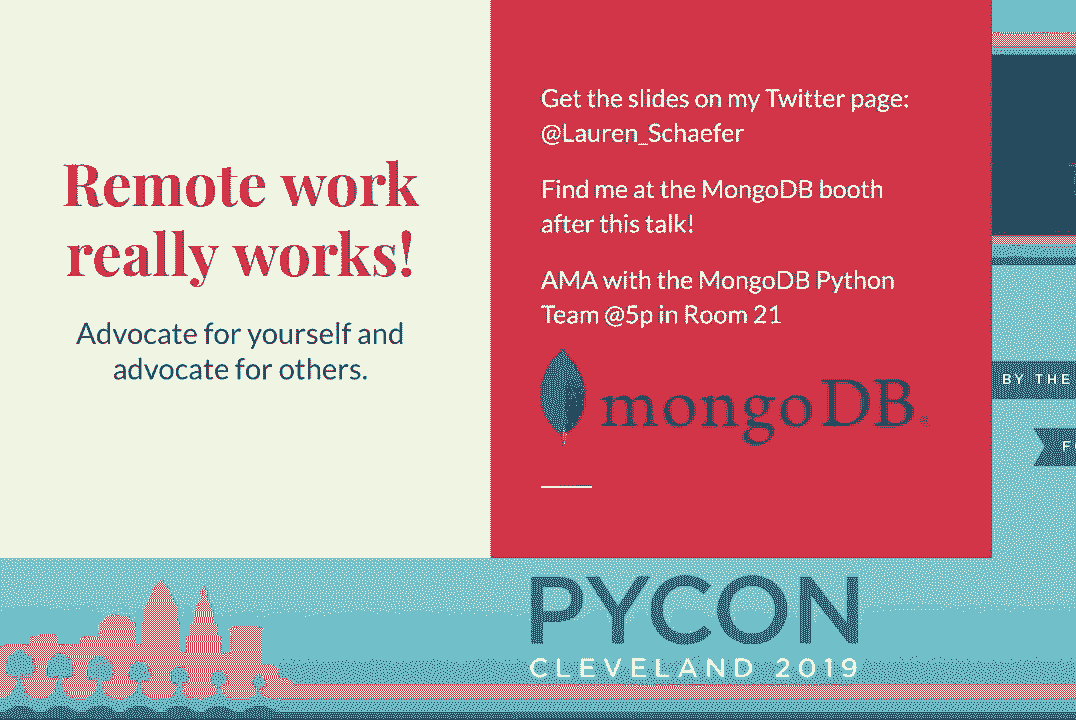 Remote work
really works!
Advocate for yourself and
advocate for others.
Get the slides on my Twitter page:
@Lauren_Schaefer
Find me at the MongoDB booth
after this talk!
AMA with the MongoDB Python
Team @5p in Room 21
mongoDB
BY THE
PYCON
CLEVELAND 2019